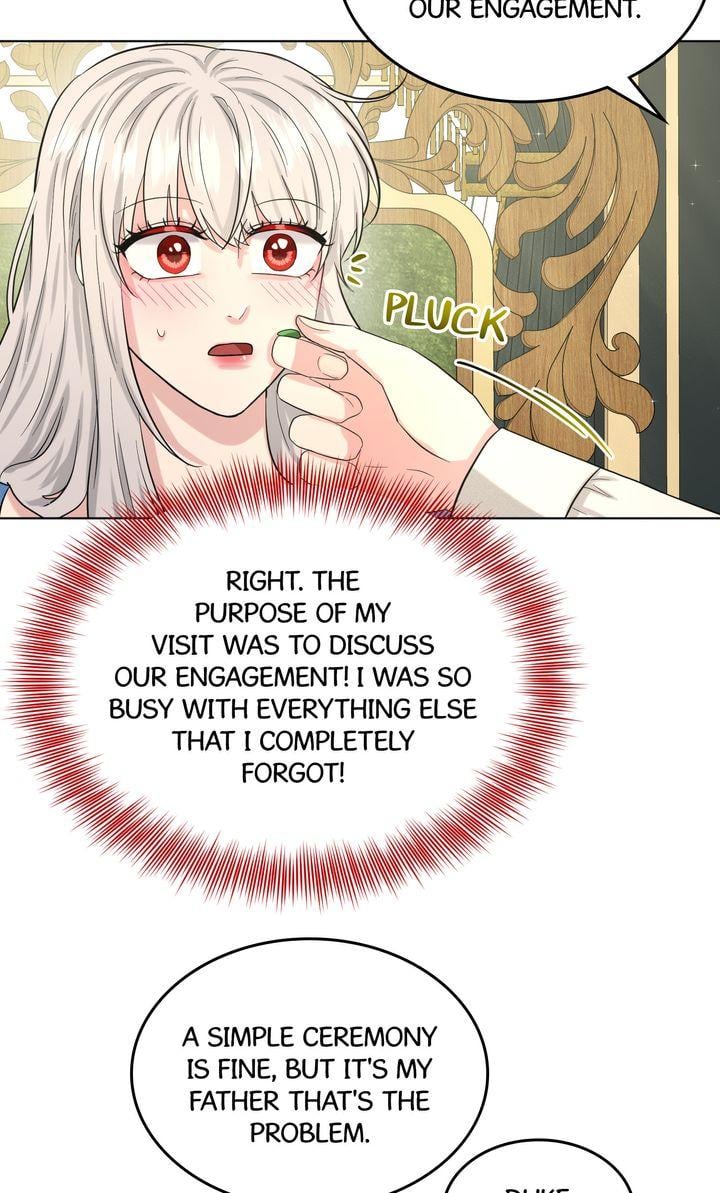 OUR ENGAGEMENT.
PLUCK
RIGHT. THE
PURPOSE OF MY
VISIT WAS TO DISCUSS
OUR ENGAGEMENT! I WAS SO
BUSY WITH EVERYTHING ELSE
THAT I COMPLETELY
FORGOT!
A SIMPLE CEREMONY
IS FINE, BUT IT'S MY
FATHER THAT'S THE
PROBLEM.
DUKE